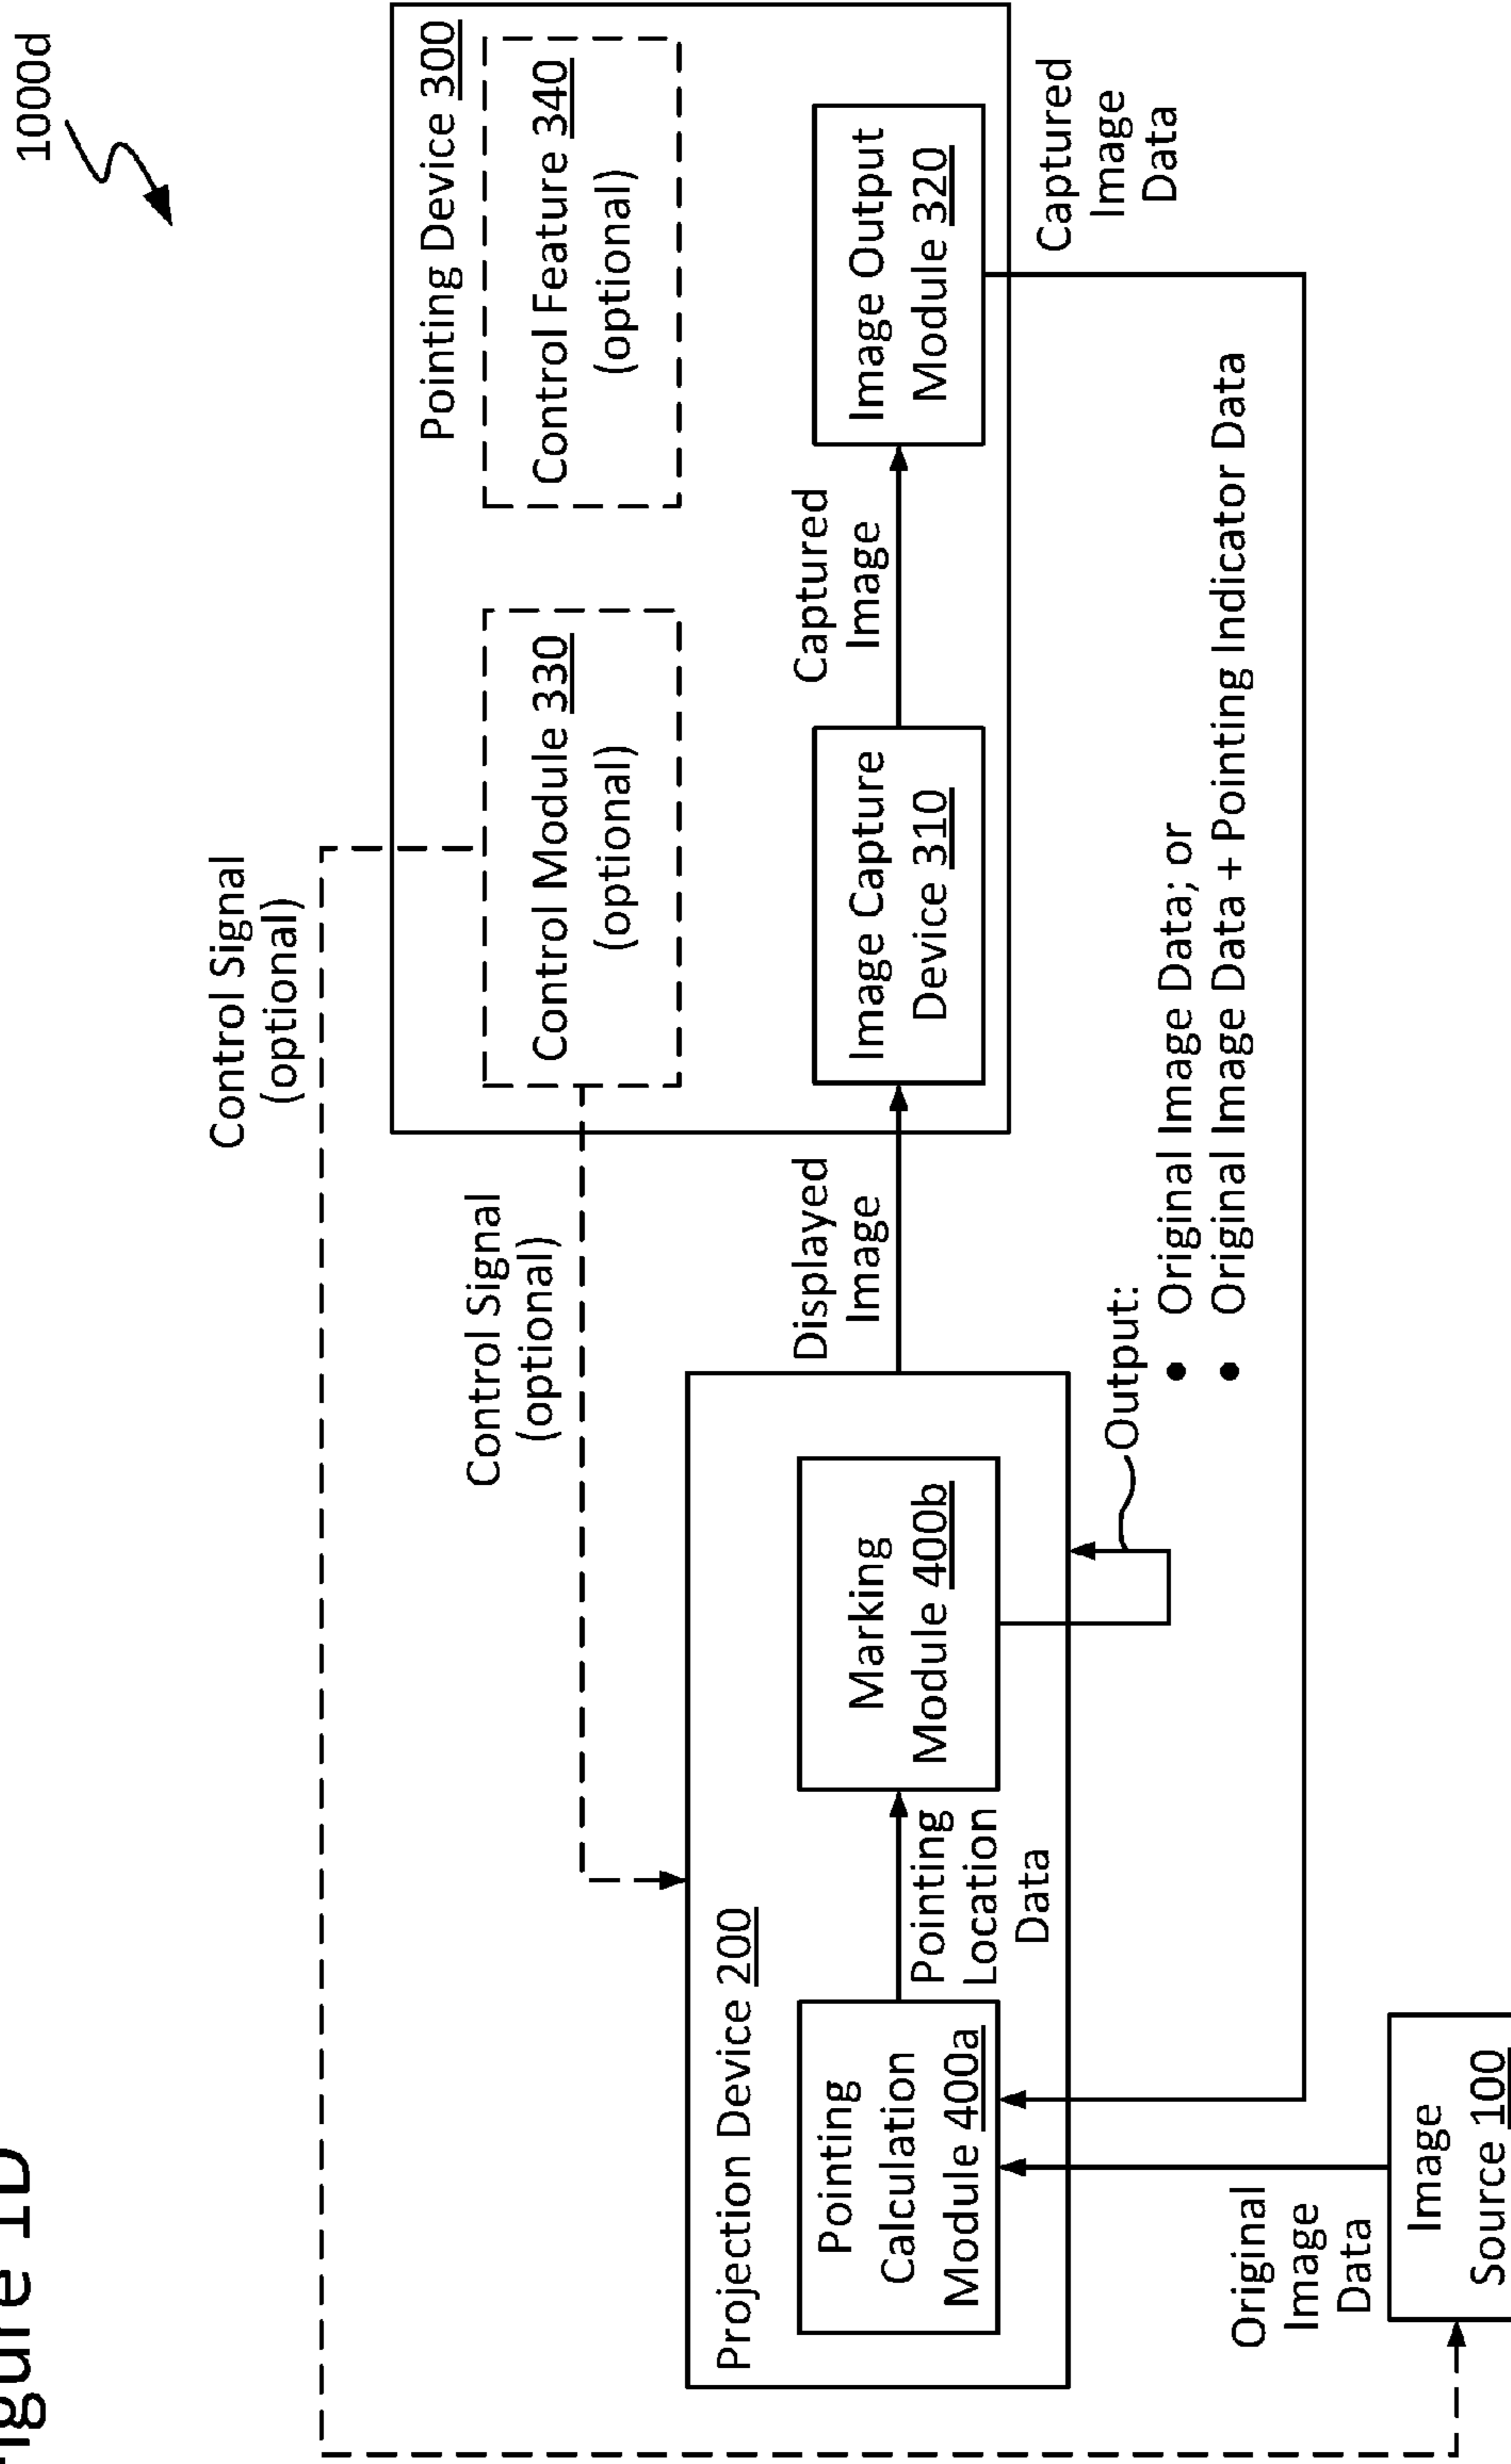 1000d
Control Signal
(optional)
Pointing Device 300
Control Module 330
(optional)
Control Feature 340
(optional)
Control Signal
(optional)
Projection Device 200
Displayed
Image
Image Capture
Device 310
Captured
Image
Image Output
Module 320
Pointing
Calculation
Module 400a
Pointing
Location
Data
Marking
Module 400b
Output:
• Original Image Data; or
• Original Image Data + Pointing Indicator Data
Captured
Image
Data
Original
Image
Data
Image
Source 100
1D